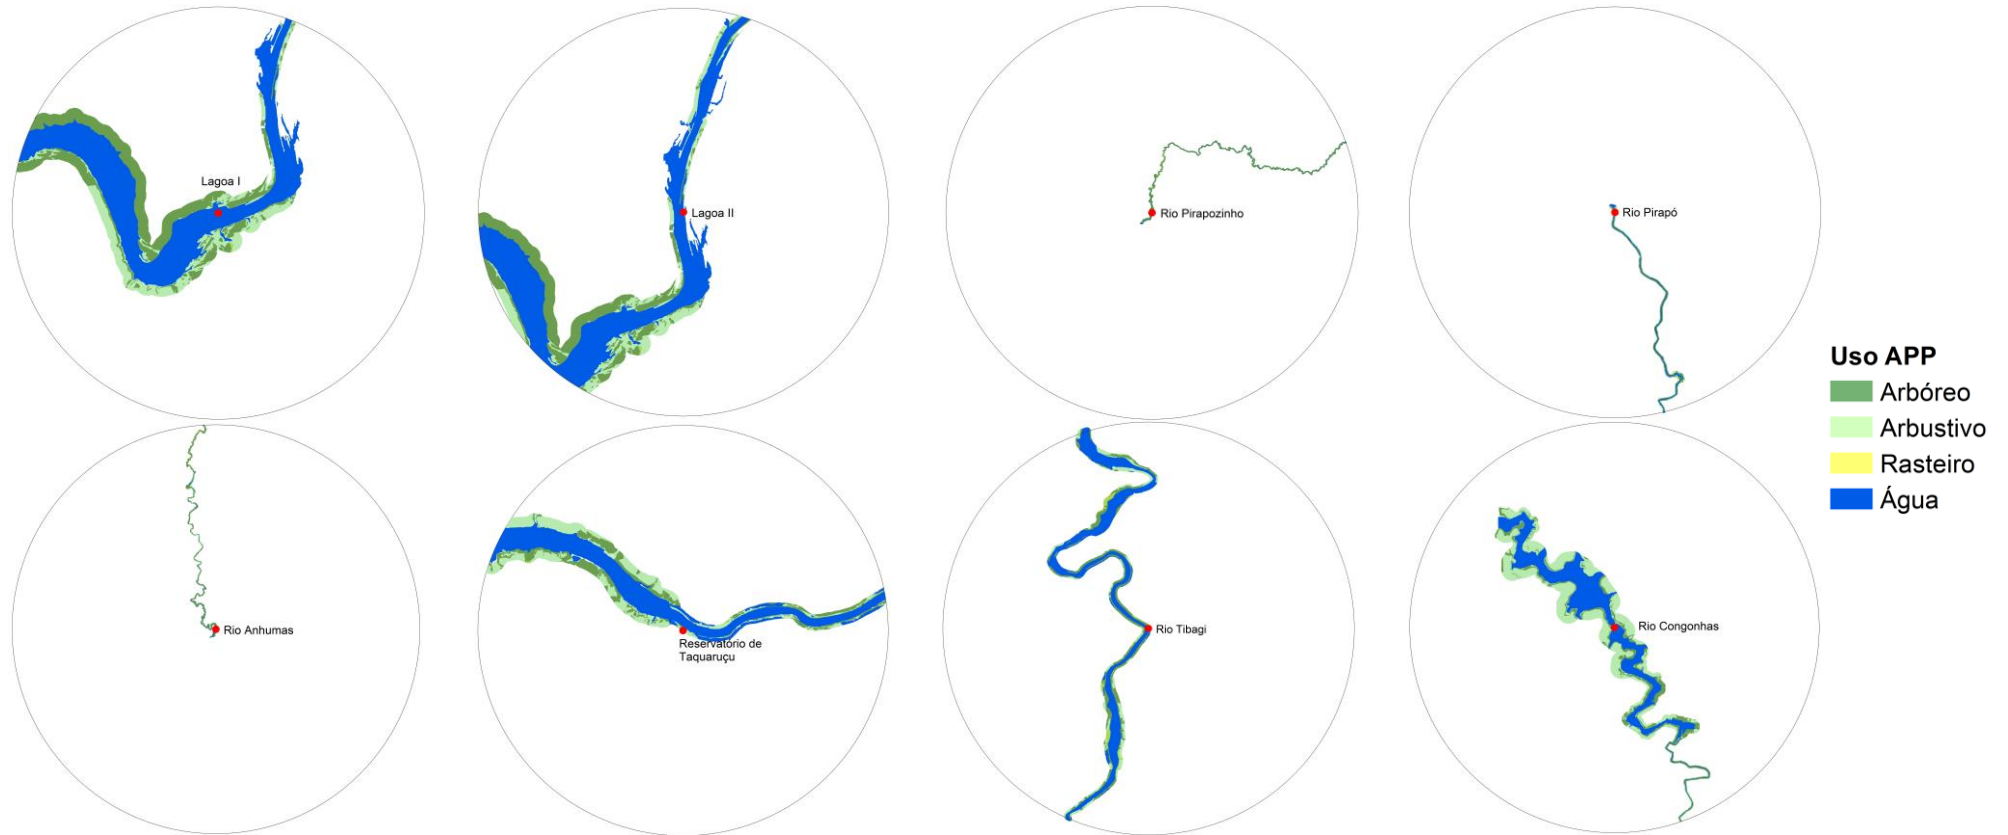 Lagoa I
Lagoa II
Rio Pirapozinho
Rio Pirapó
Rio Anhumas
Reservatório de
Taquaruçu
Rio Tibagi
Rio Congonhas
Uso APP
Arbóreo
Arbustivo
Rasteiro
Água